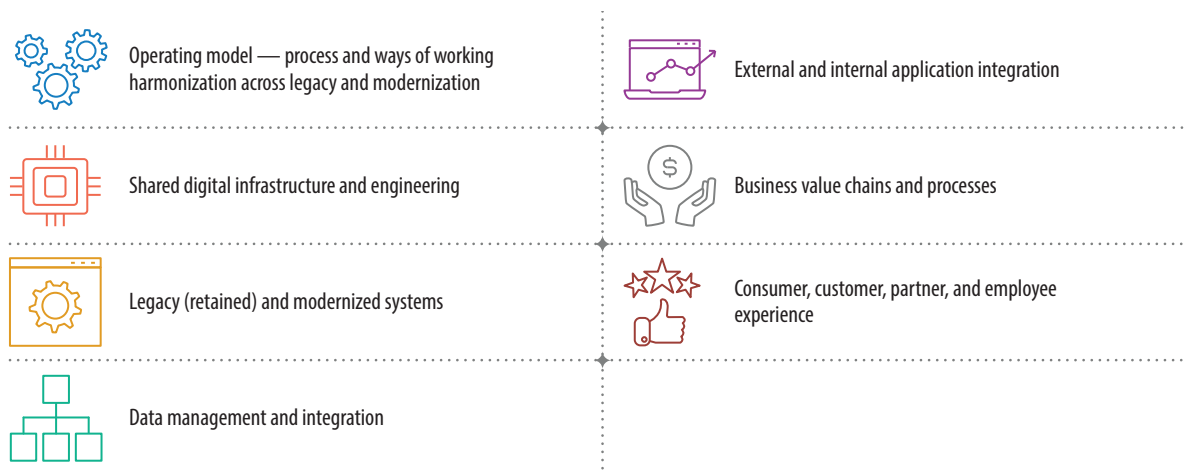 Operating model — process and ways of working
harmonization across legacy and modernization
Shared digital infrastructure and engineering
Legacy (retained) and modernized systems
Data management and integration
External and internal application integration
$
Business value chains and processes
Consumer, customer, partner, and employee
experience